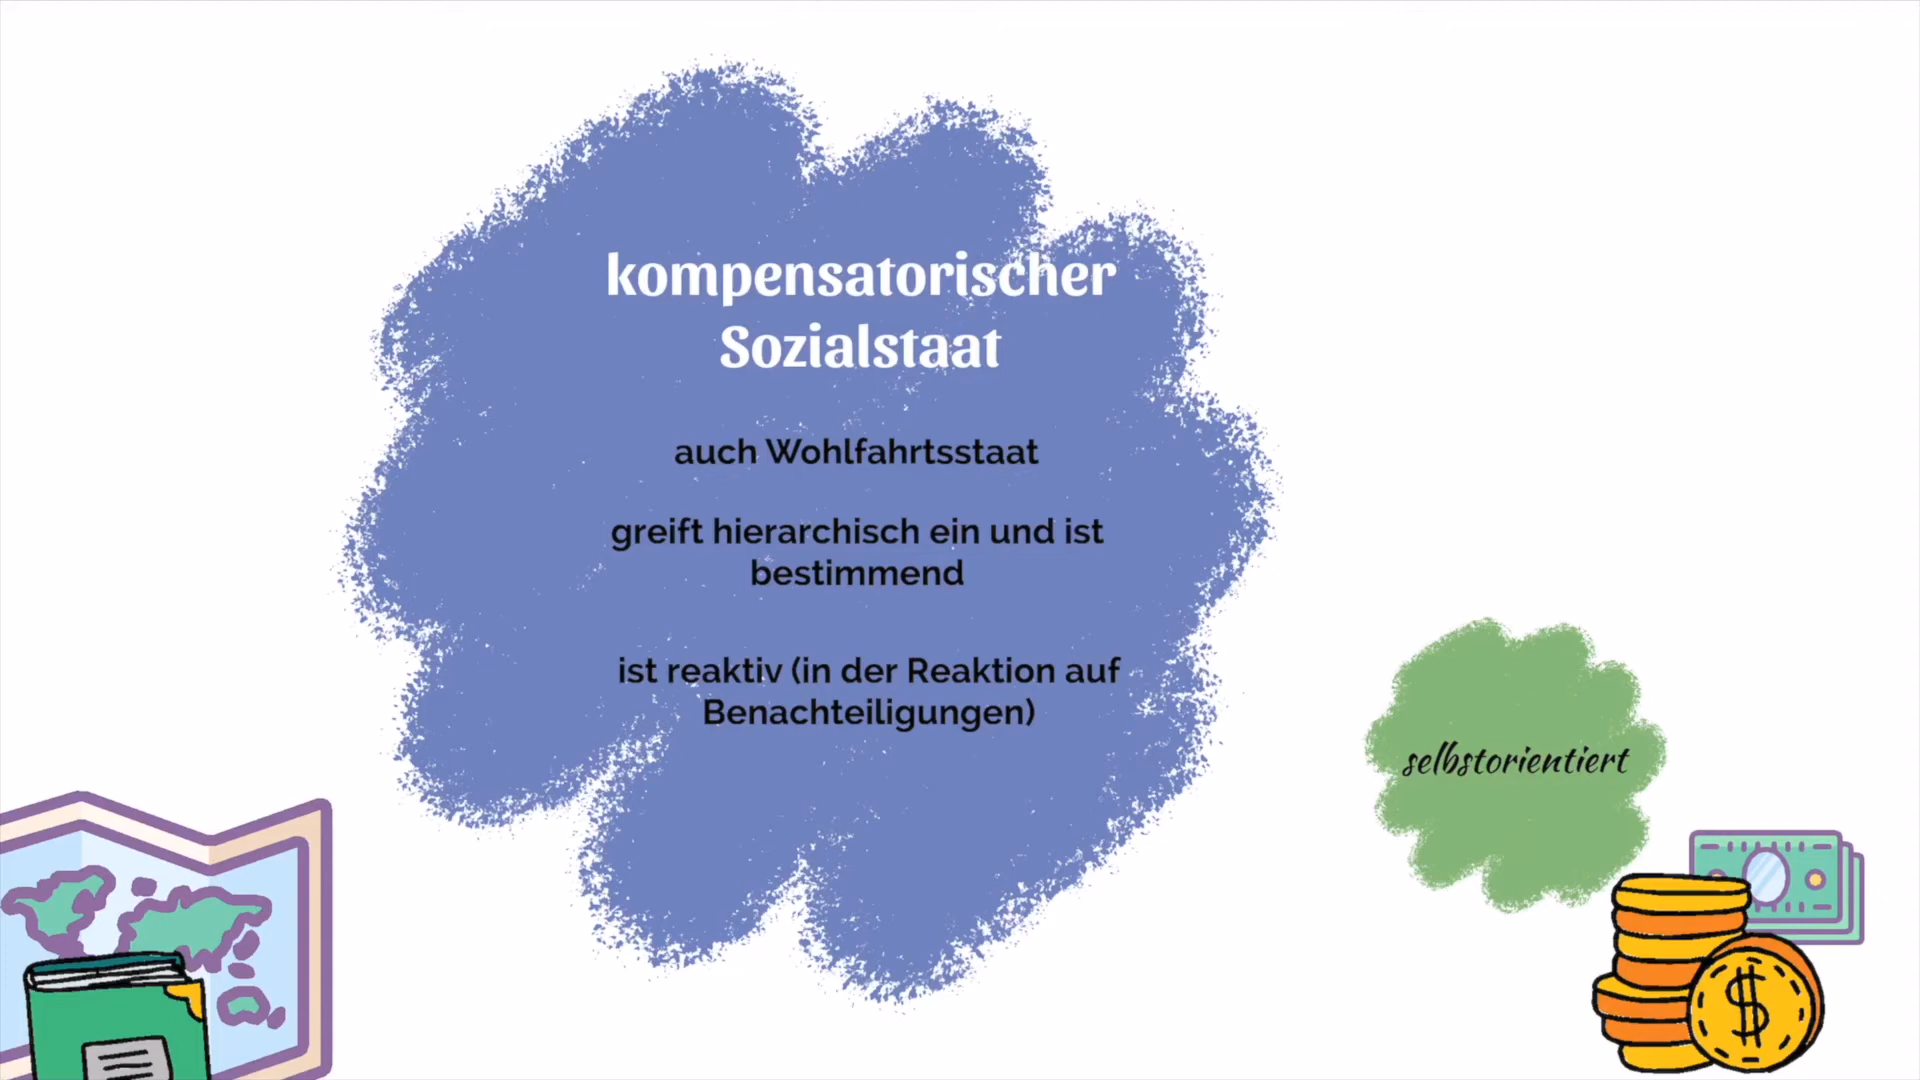 kompensatorischer
Sozialstaat
auch Wohlfahrtsstaat
greift hierarchisch ein und ist
bestimmend
ist reaktiv (in der Reaktion auf
Benachteiligungen)
selbstorientiert
$